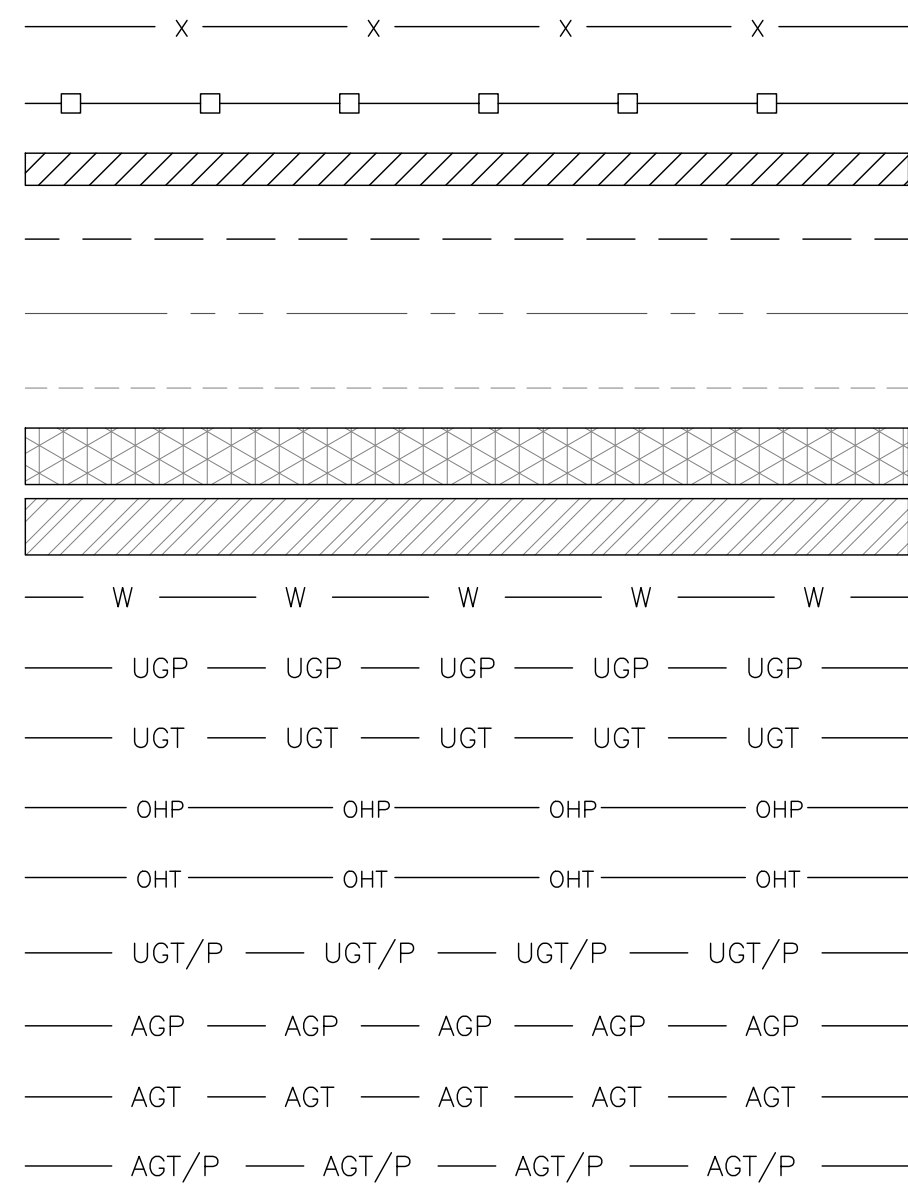 X X X X
W W W W W
UGP UGP UGP UGP UGP
UGT UGT UGT UGT UGT
OHP OHP OHP OHP
OHT OHT OHT OHT
UGT/P UGT/P UGT/P UGT/P
AGP AGP AGP AGP AGP
AGT AGT AGT AGT AGT
AGT/P AGT/P AGT/P AGT/P